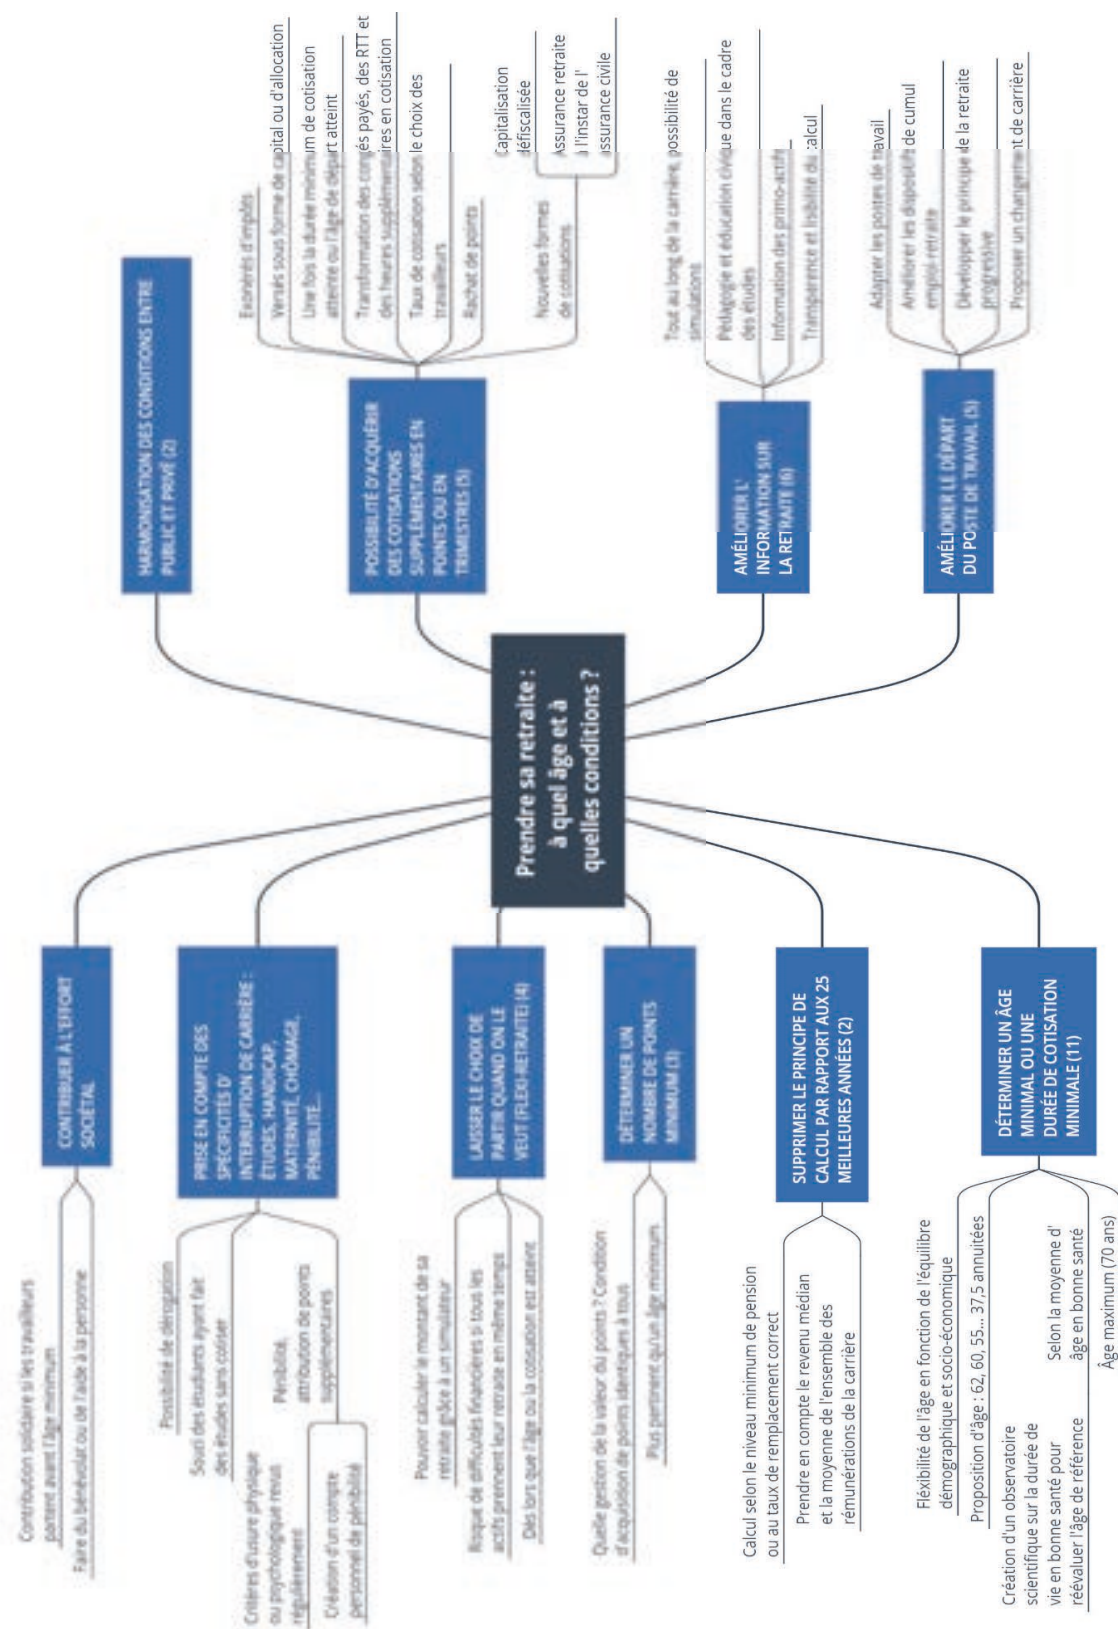 Prendre sa retraite :
à quel âge et à
quelles conditions ?
CONTRIBUER À L'EFFORT
SOCIÉTAL
Contribution solidaire si les travailleurs
partent avant l'âge minimum
Faire du bénévolat ou de l'aide à la personne
PRISE EN COMPTE DES
SPÉCIFICITÉS D'
INTERRUPTION DE CARRIÈRE :
ÉTUDES, HANDICAP,
MATERNITÉ, CHÔMAGE,
PÉNIBILITÉ...
Possibilité de dérogation
Souci des étudiants ayant fait
des études sans cotiser
Pénibilité,
attribution de points
supplémentaires
Critères d'usure physique
ou psychologique revus
régulièrement
Création d'un compte
personnel de pénibilité
LAISSER LE CHOIX DE
PARTIR QUAND ON LE
VEUT (FLEXI-RETRAITE) (4)
Pouvoir calculer le montant de sa
retraite grâce à un simulateur
Risque de difficultés financières si tous les
actifs prennent leur retraite en même temps
Dès lors que l'âge ou la cotisation est atteint
DÉTERMINER UN
NOMBRE DE POINTS
MINIMUM (3)
Quelle gestion de la valeur du points ? Condition
d'acquisition de points identiques à tous
Plus pertinent qu'un âge minimum
SUPPRIMER LE PRINCIPE DE
CALCUL PAR RAPPORT AUX 25
MEILLEURES ANNÉES (2)
Calcul selon le niveau minimum de pension
ou au taux de remplacement correct
Prendre en compte le revenu médian
et la moyenne de l'ensemble des
rémunérations de la carrière
DÉTERMINER UN ÂGE
MINIMAL OU UNE
DURÉE DE COTISATION
MINIMALE (11)
Fléxibilité de l'âge en fonction de l'équilibre
démographique et socio-économique
Proposition d'âge : 62, 60, 55... 37,5 annuitées
Création d'un observatoire
scientifique sur la durée de
vie en bonne santé pour
réévaluer l'âge de référence
Selon la moyenne d'
âge en bonne santé
Âge maximum (70 ans)
HARMONISATION DES CONDITIONS ENTRE
PUBLIC ET PRIVÉ (2)
POSSIBILITÉ D'ACQUÉRIR
DES COTISATIONS
SUPPLÉMENTAIRES EN
POINTS OU EN
TRIMESTRES (5)
Exonérés d'impôts
Versés sous forme de capital ou d'allocation
Une fois la durée minimum de cotisation
atteinte ou l'âge de départ atteint
Transformation des congés payés, des RTT et
des heures supplémentaires en cotisation
Taux de cotisation selon le choix des
travailleurs
Rachat de points
Nouvelles formes
de cotisations
Capitalisation
défiscalisée
Assurance retraite
à l'instar de l'
assurance civile
AMÉLIORER L'
INFORMATION SUR
LA RETRAITE (6)
Tout au long de la carrière, possibilité de
simulations
Pédagogie et éducation civique dans le cadre
des études
Information des primo-actifs
Transparence et lisibilité du calcul
AMÉLIORER LE DÉPART
DU POSTE DE TRAVAIL (5)
Adapter les postes de travail
Améliorer les dispositifs de cumul
emploi-retraite
Développer le principe de la retraite
progressive
Proposer un changement de carrière